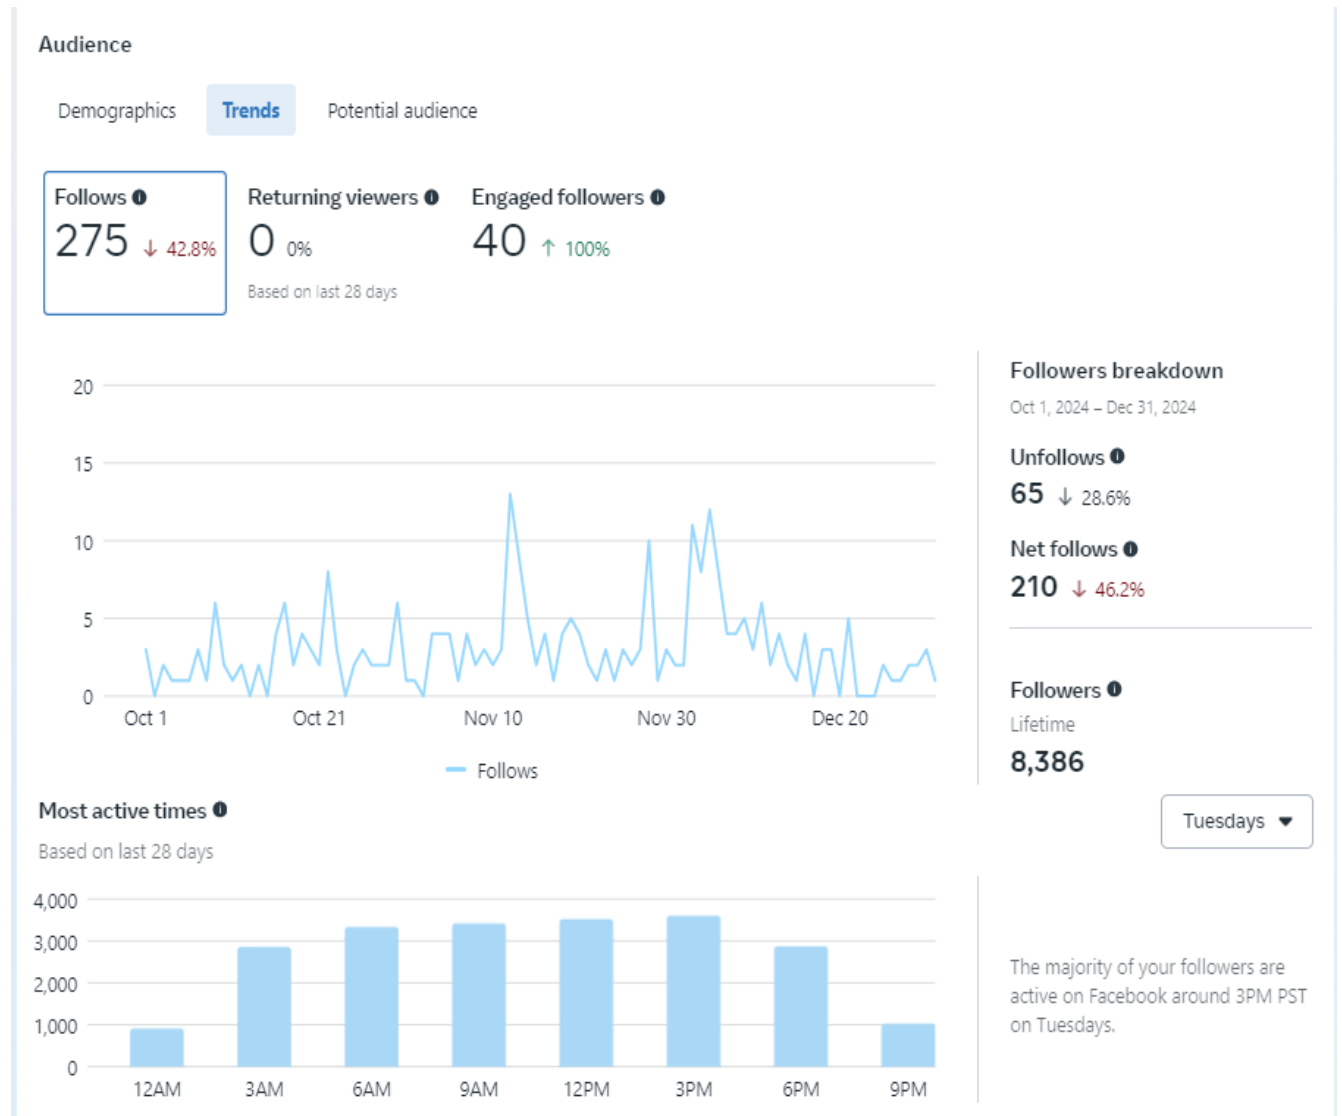 Audience
Demographics Trends Potential audience
Follows Returning viewers Engaged followers
275 ↓ 42.8% 0 0% 40 ↑ 100%
Based on last 28 days
20
15
10
5
0
Oct 1 Oct 21 Nov 10 Nov 30 Dec 20
Follows
Followers breakdown
Oct 1, 2024 – Dec 31, 2024
Unfollows
65 ↓ 28.6%
Net follows
210 ↓ 46.2%
Followers
Lifetime
8,386
Most active times
Based on last 28 days
Tuesdays
4,000
3,000
2,000
1,000
0
12AM 3AM 6AM 9AM 12PM 3PM 6PM 9PM
The majority of your followers are
active on Facebook around 3PM PST
on Tuesdays.